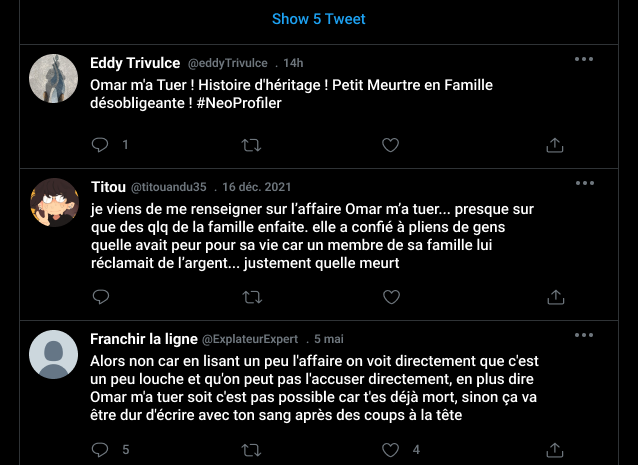 Show 5 Tweet
Eddy Trivulce @eddyTrivulce . 14h
Omar m'a Tuer ! Histoire d'héritage ! Petit Meurtre en Famille
désobligeante ! #NeoProfiler
1
Titou @titouandu35 . 16 déc. 2021
je viens de me renseigner sur l’affaire Omar m’a tuer... presque sur
que des qlq de la famille enfaite. elle a confié à pliens de gens
quelle avait peur pour sa vie car un membre de sa famille lui
réclamait de l’argent... justement quelle meurt
Franchir la ligne @ExplateurExpert . 5 mai
Alors non car en lisant un peu l'affaire on voit directement que c'est
un peu louche et qu'on peut pas l'accuser directement, en plus dire
Omar m'a tuer soit c'est pas possible car t'es déjà mort, sinon ça va
être dur d'écrire avec ton sang après des coups à la tête
5 4